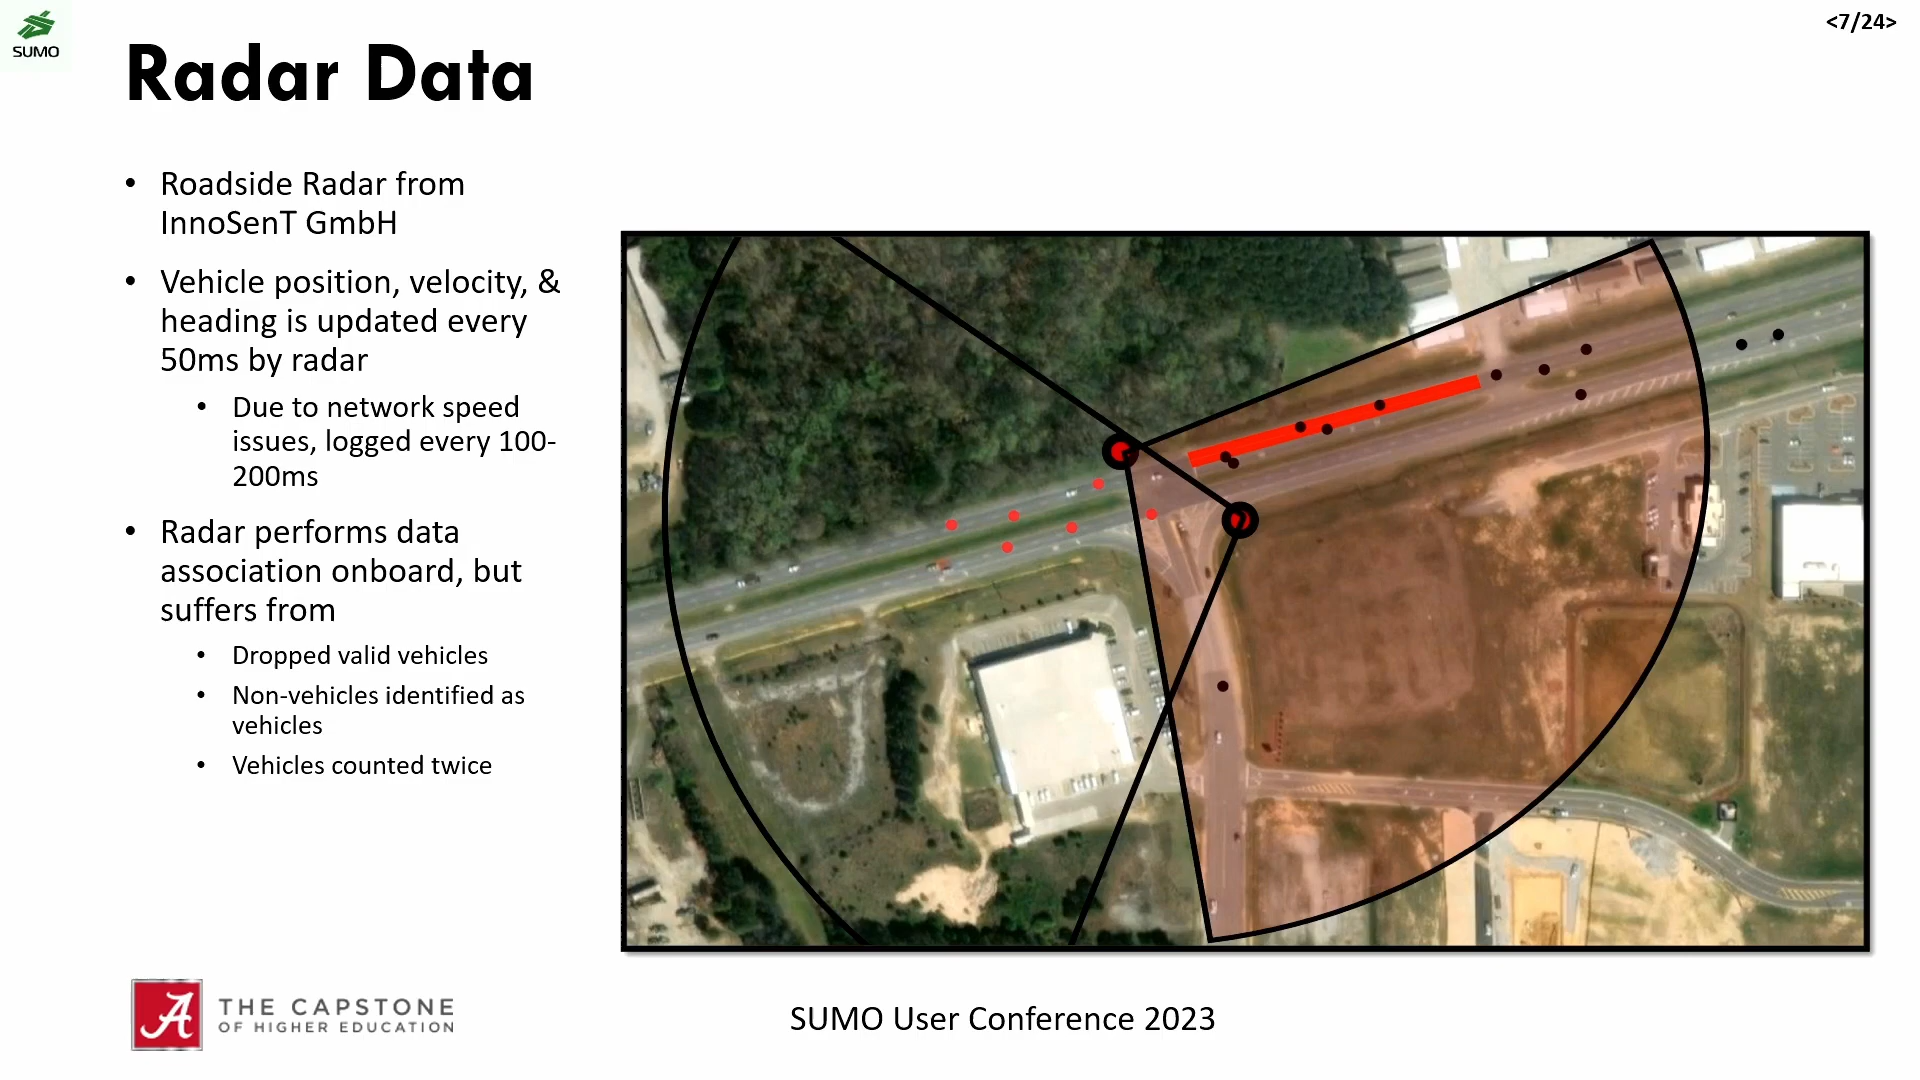 SUMO
<7/24>
Radar Data
• Roadside Radar from
InnoSenT GmbH
• Vehicle position, velocity, &
heading is updated every
50ms by radar
• Due to network speed
issues, logged every 100-
200ms
• Radar performs data
association onboard, but
suffers from
• Dropped valid vehicles
• Non-vehicles identified as
vehicles
• Vehicles counted twice
A
THE CAPSTONE
OF HIGHER EDUCATION
SUMO User Conference 2023